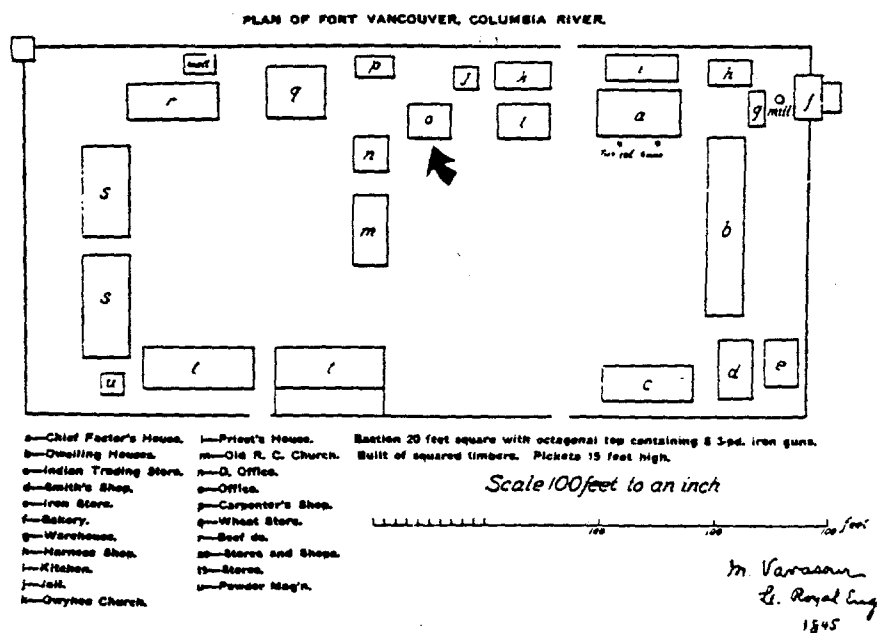 PLAN OF FORT VANCOUVER, COLUMBIA RIVER.
well
p
j
h
i
h
r
q
o
l
a
g
mill
f
n
s
m
b
s
u
t
t
c
d
e
a—Chief Factor's House.
b—Dwelling Houses.
c—Indian Trading Store.
d—Smith's Shop.
e—Iron Store.
f—Bakery.
g—Warehouse.
h—Harness Shop.
i—Kitchen.
j—Jail.
k—Owyhee Church.
l—Priest's House.
m—Old R. C. Church.
n—D. Office.
o—Office.
p—Carpenter's Shop.
q—Wheat Store.
r—Beef do.
ss—Stores and Shops.
tt—Stores.
u—Powder Mag'n.
Bastion 20 feet square with octagonal top containing 8 3-pd. iron guns.
Built of squared timbers. Pickets 15 feet high.
Scale 100 feet to an inch
100
100
100 feet
M. Vavasour
Lt. Royal Eng
1845